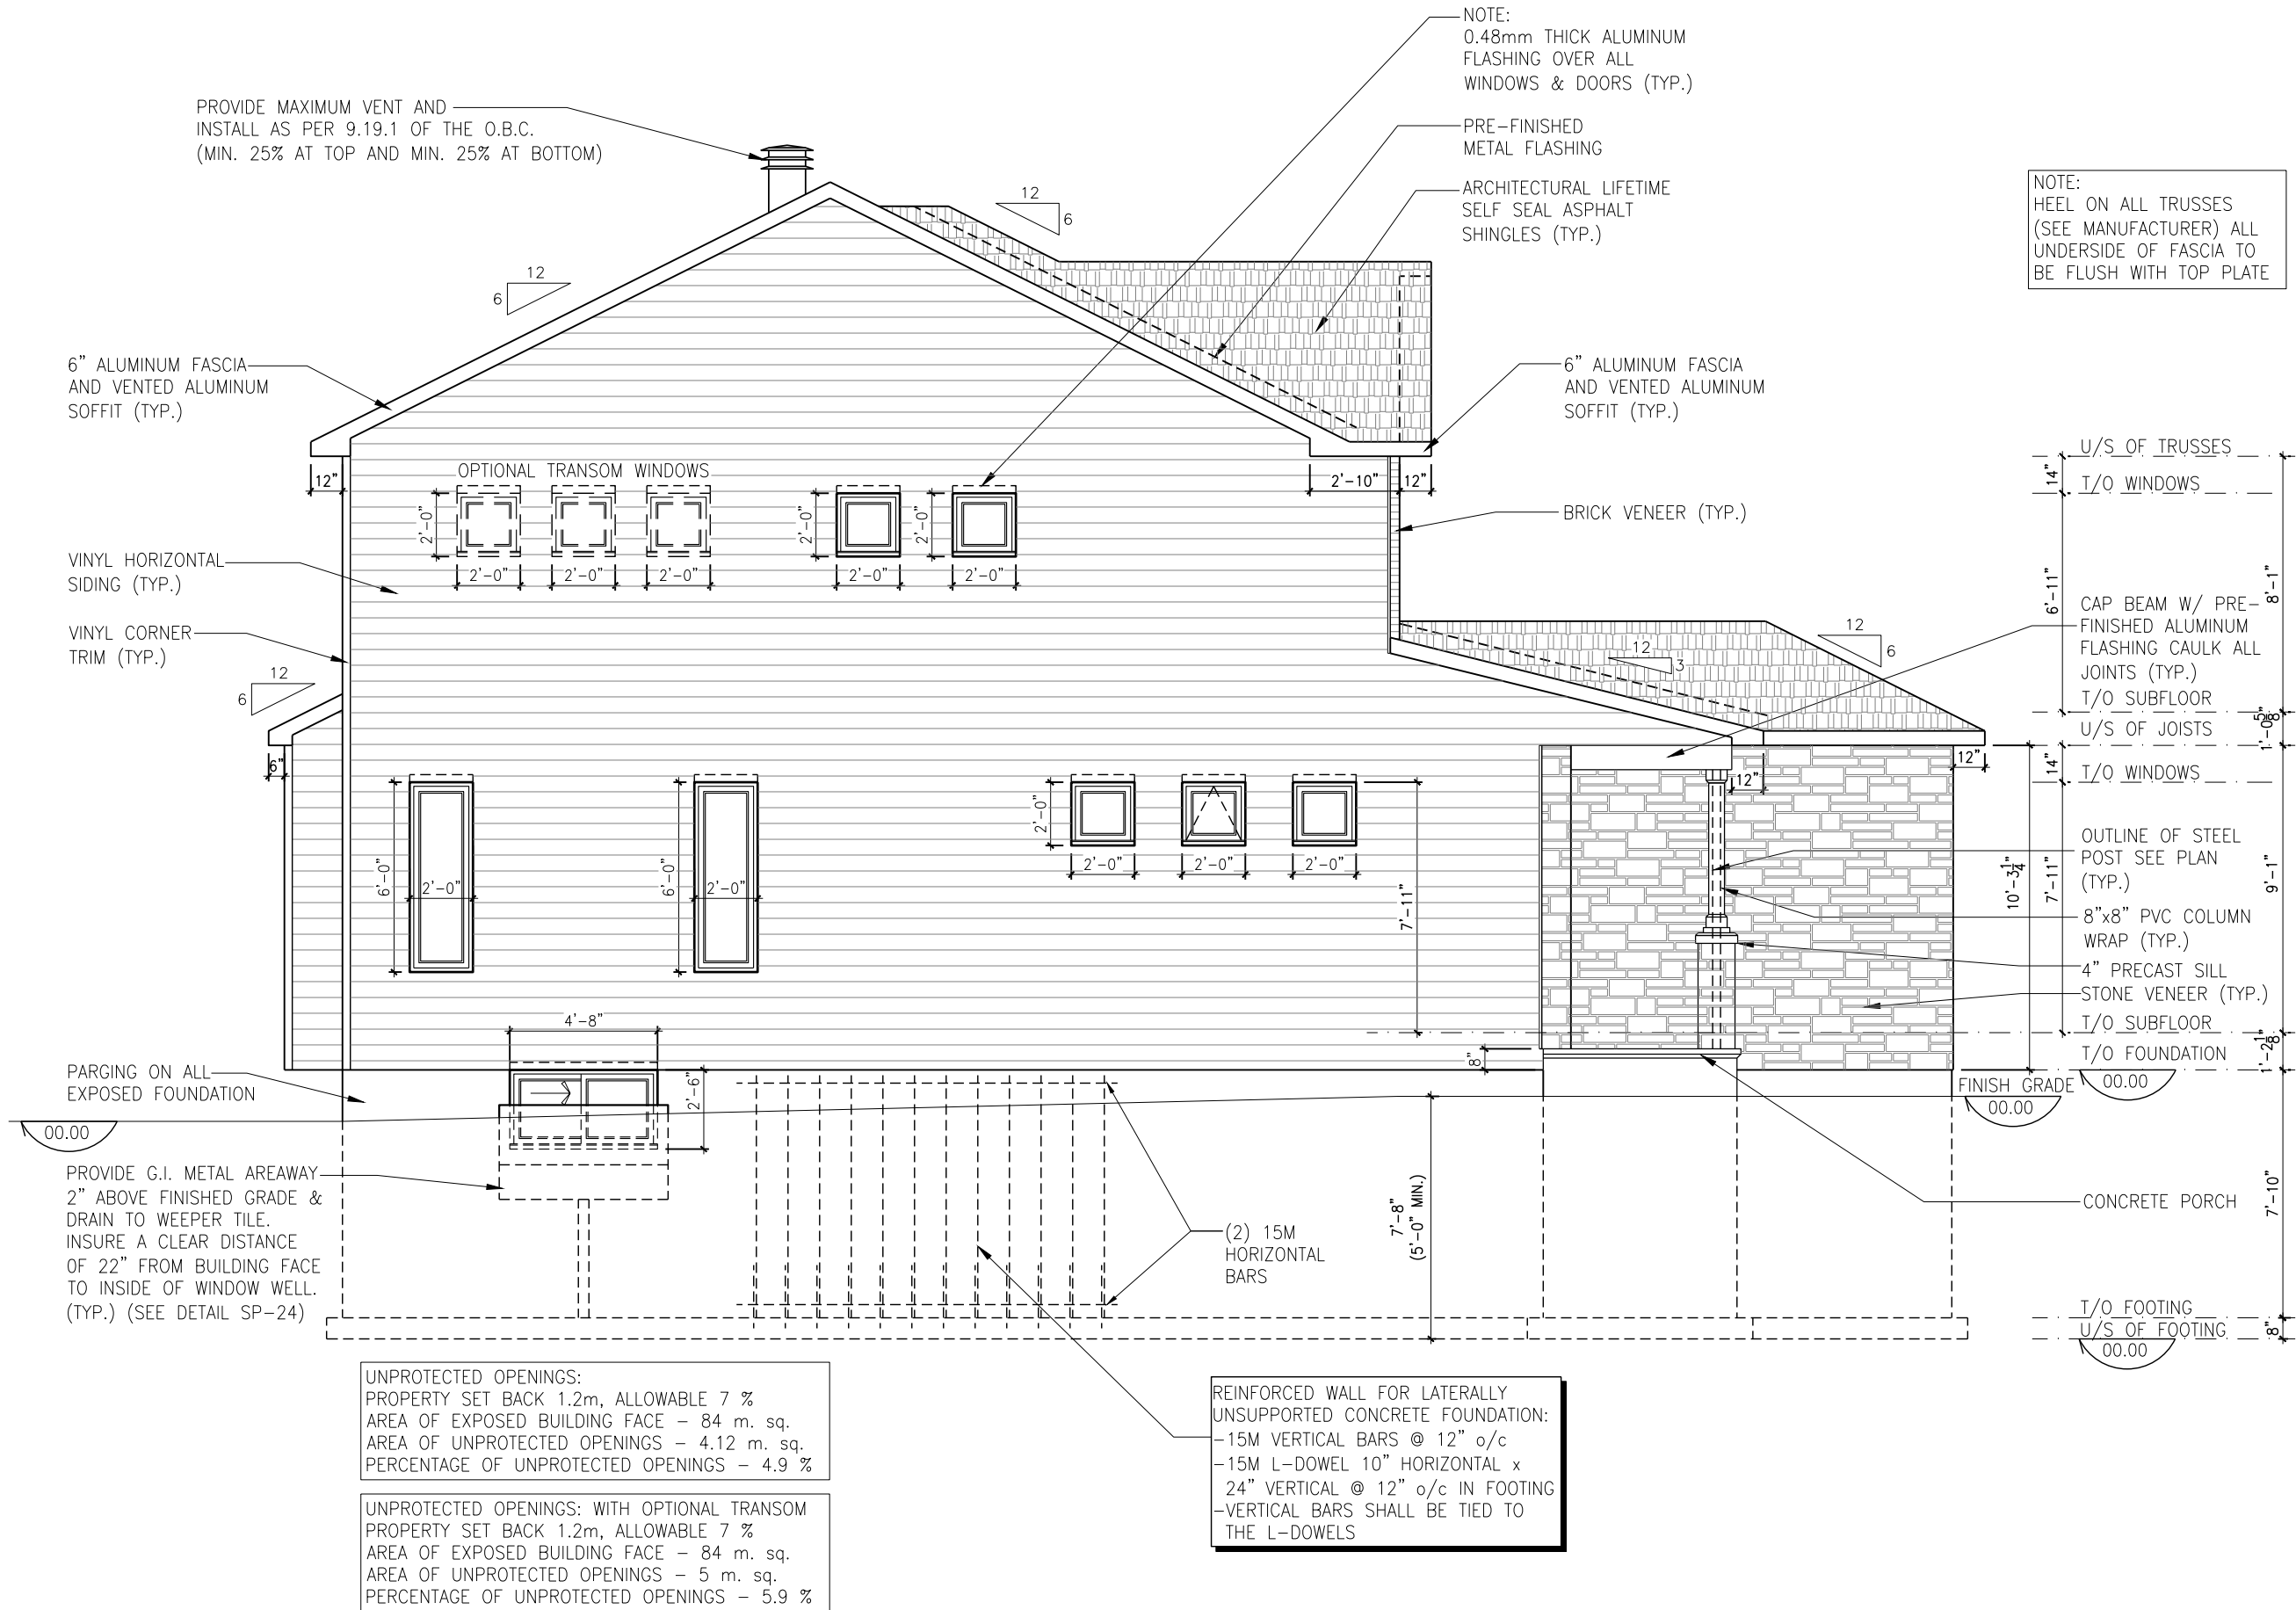 NOTE:
0.48mm THICK ALUMINUM
FLASHING OVER ALL
WINDOWS & DOORS (TYP.)
PROVIDE MAXIMUM VENT AND
INSTALL AS PER 9.19.1 OF THE O.B.C.
(MIN. 25% AT TOP AND MIN. 25% AT BOTTOM)
PRE-FINISHED
METAL FLASHING
ARCHITECTURAL LIFETIME
SELF SEAL ASPHALT
SHINGLES (TYP.)
NOTE:
HEEL ON ALL TRUSSES
(SEE MANUFACTURER) ALL
UNDERSIDE OF FASCIA TO
BE FLUSH WITH TOP PLATE
12
6
12
6
6" ALUMINUM FASCIA
AND VENTED ALUMINUM
SOFFIT (TYP.)
6" ALUMINUM FASCIA
AND VENTED ALUMINUM
SOFFIT (TYP.)
U/S OF TRUSSES
14"
T/O WINDOWS
OPTIONAL TRANSOM WINDOWS
12"
2'-10"
12"
2'-0"
2'-0"
2'-0"
2'-0"
2'-0"
2'-0"
2'-0"
2'-0"
BRICK VENEER (TYP.)
VINYL HORIZONTAL
SIDING (TYP.)
VINYL CORNER
TRIM (TYP.)
6'-11"
8'-1"
CAP BEAM W/ PRE-
FINISHED ALUMINUM
FLASHING CAULK ALL
JOINTS (TYP.)
12
6
12
3
12
6
T/O SUBFLOOR
1'-0 5/8"
U/S OF JOISTS
14"
T/O WINDOWS
6"
12"
12"
6'-0"
2'-0"
6'-0"
2'-0"
2'-0"
2'-0"
2'-0"
2'-0"
7'-11"
10'-3 1/4"
7'-11"
9'-1"
OUTLINE OF STEEL
POST SEE PLAN
(TYP.)
8"x8" PVC COLUMN
WRAP (TYP.)
4" PRECAST SILL
STONE VENEER (TYP.)
T/O SUBFLOOR
1'-2 1/8"
T/O FOUNDATION
4'-8"
8"
2'-6"
PARGING ON ALL
EXPOSED FOUNDATION
FINISH GRADE
00.00
00.00
00.00
PROVIDE G.I. METAL AREAWAY
2" ABOVE FINISHED GRADE &
DRAIN TO WEEPER TILE.
INSURE A CLEAR DISTANCE
OF 22" FROM BUILDING FACE
TO INSIDE OF WINDOW WELL.
(TYP.) (SEE DETAIL SP-24)
(2) 15M
HORIZONTAL
BARS
7'-8"
(5'-0" MIN.)
CONCRETE PORCH
7'-10"
T/O FOOTING
U/S OF FOOTING
8"
00.00
UNPROTECTED OPENINGS:
PROPERTY SET BACK 1.2m, ALLOWABLE 7 %
AREA OF EXPOSED BUILDING FACE - 84 m. sq.
AREA OF UNPROTECTED OPENINGS - 4.12 m. sq.
PERCENTAGE OF UNPROTECTED OPENINGS - 4.9 %
UNPROTECTED OPENINGS: WITH OPTIONAL TRANSOM
PROPERTY SET BACK 1.2m, ALLOWABLE 7 %
AREA OF EXPOSED BUILDING FACE - 84 m. sq.
AREA OF UNPROTECTED OPENINGS - 5 m. sq.
PERCENTAGE OF UNPROTECTED OPENINGS - 5.9 %
REINFORCED WALL FOR LATERALLY
UNSUPPORTED CONCRETE FOUNDATION:
-15M VERTICAL BARS @ 12" o/c
-15M L-DOWEL 10" HORIZONTAL x
24" VERTICAL @ 12" o/c IN FOOTING
-VERTICAL BARS SHALL BE TIED TO
THE L-DOWELS